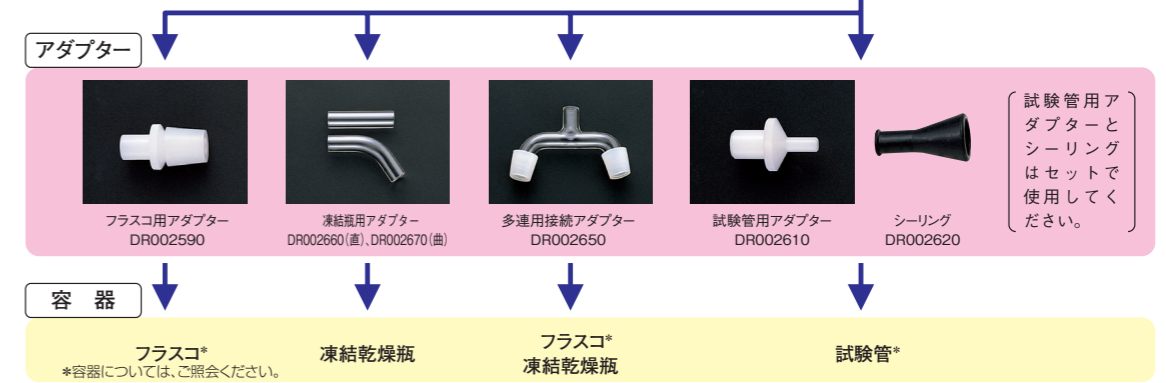 アダプター
フラスコ用アダプター
DR002590
凍結瓶用アダプター
DR002660(直)、DR002670(曲)
多連用接続アダプター
DR002650
試験管用アダプター
DR002610
シーリング
DR002620
試験管用ア
ダプターと
シーリング
はセットで
使用してく
ださい。
容 器
フラスコ*
*容器については、ご照会ください。
凍結乾燥瓶
フラスコ*
凍結乾燥瓶
試験管*